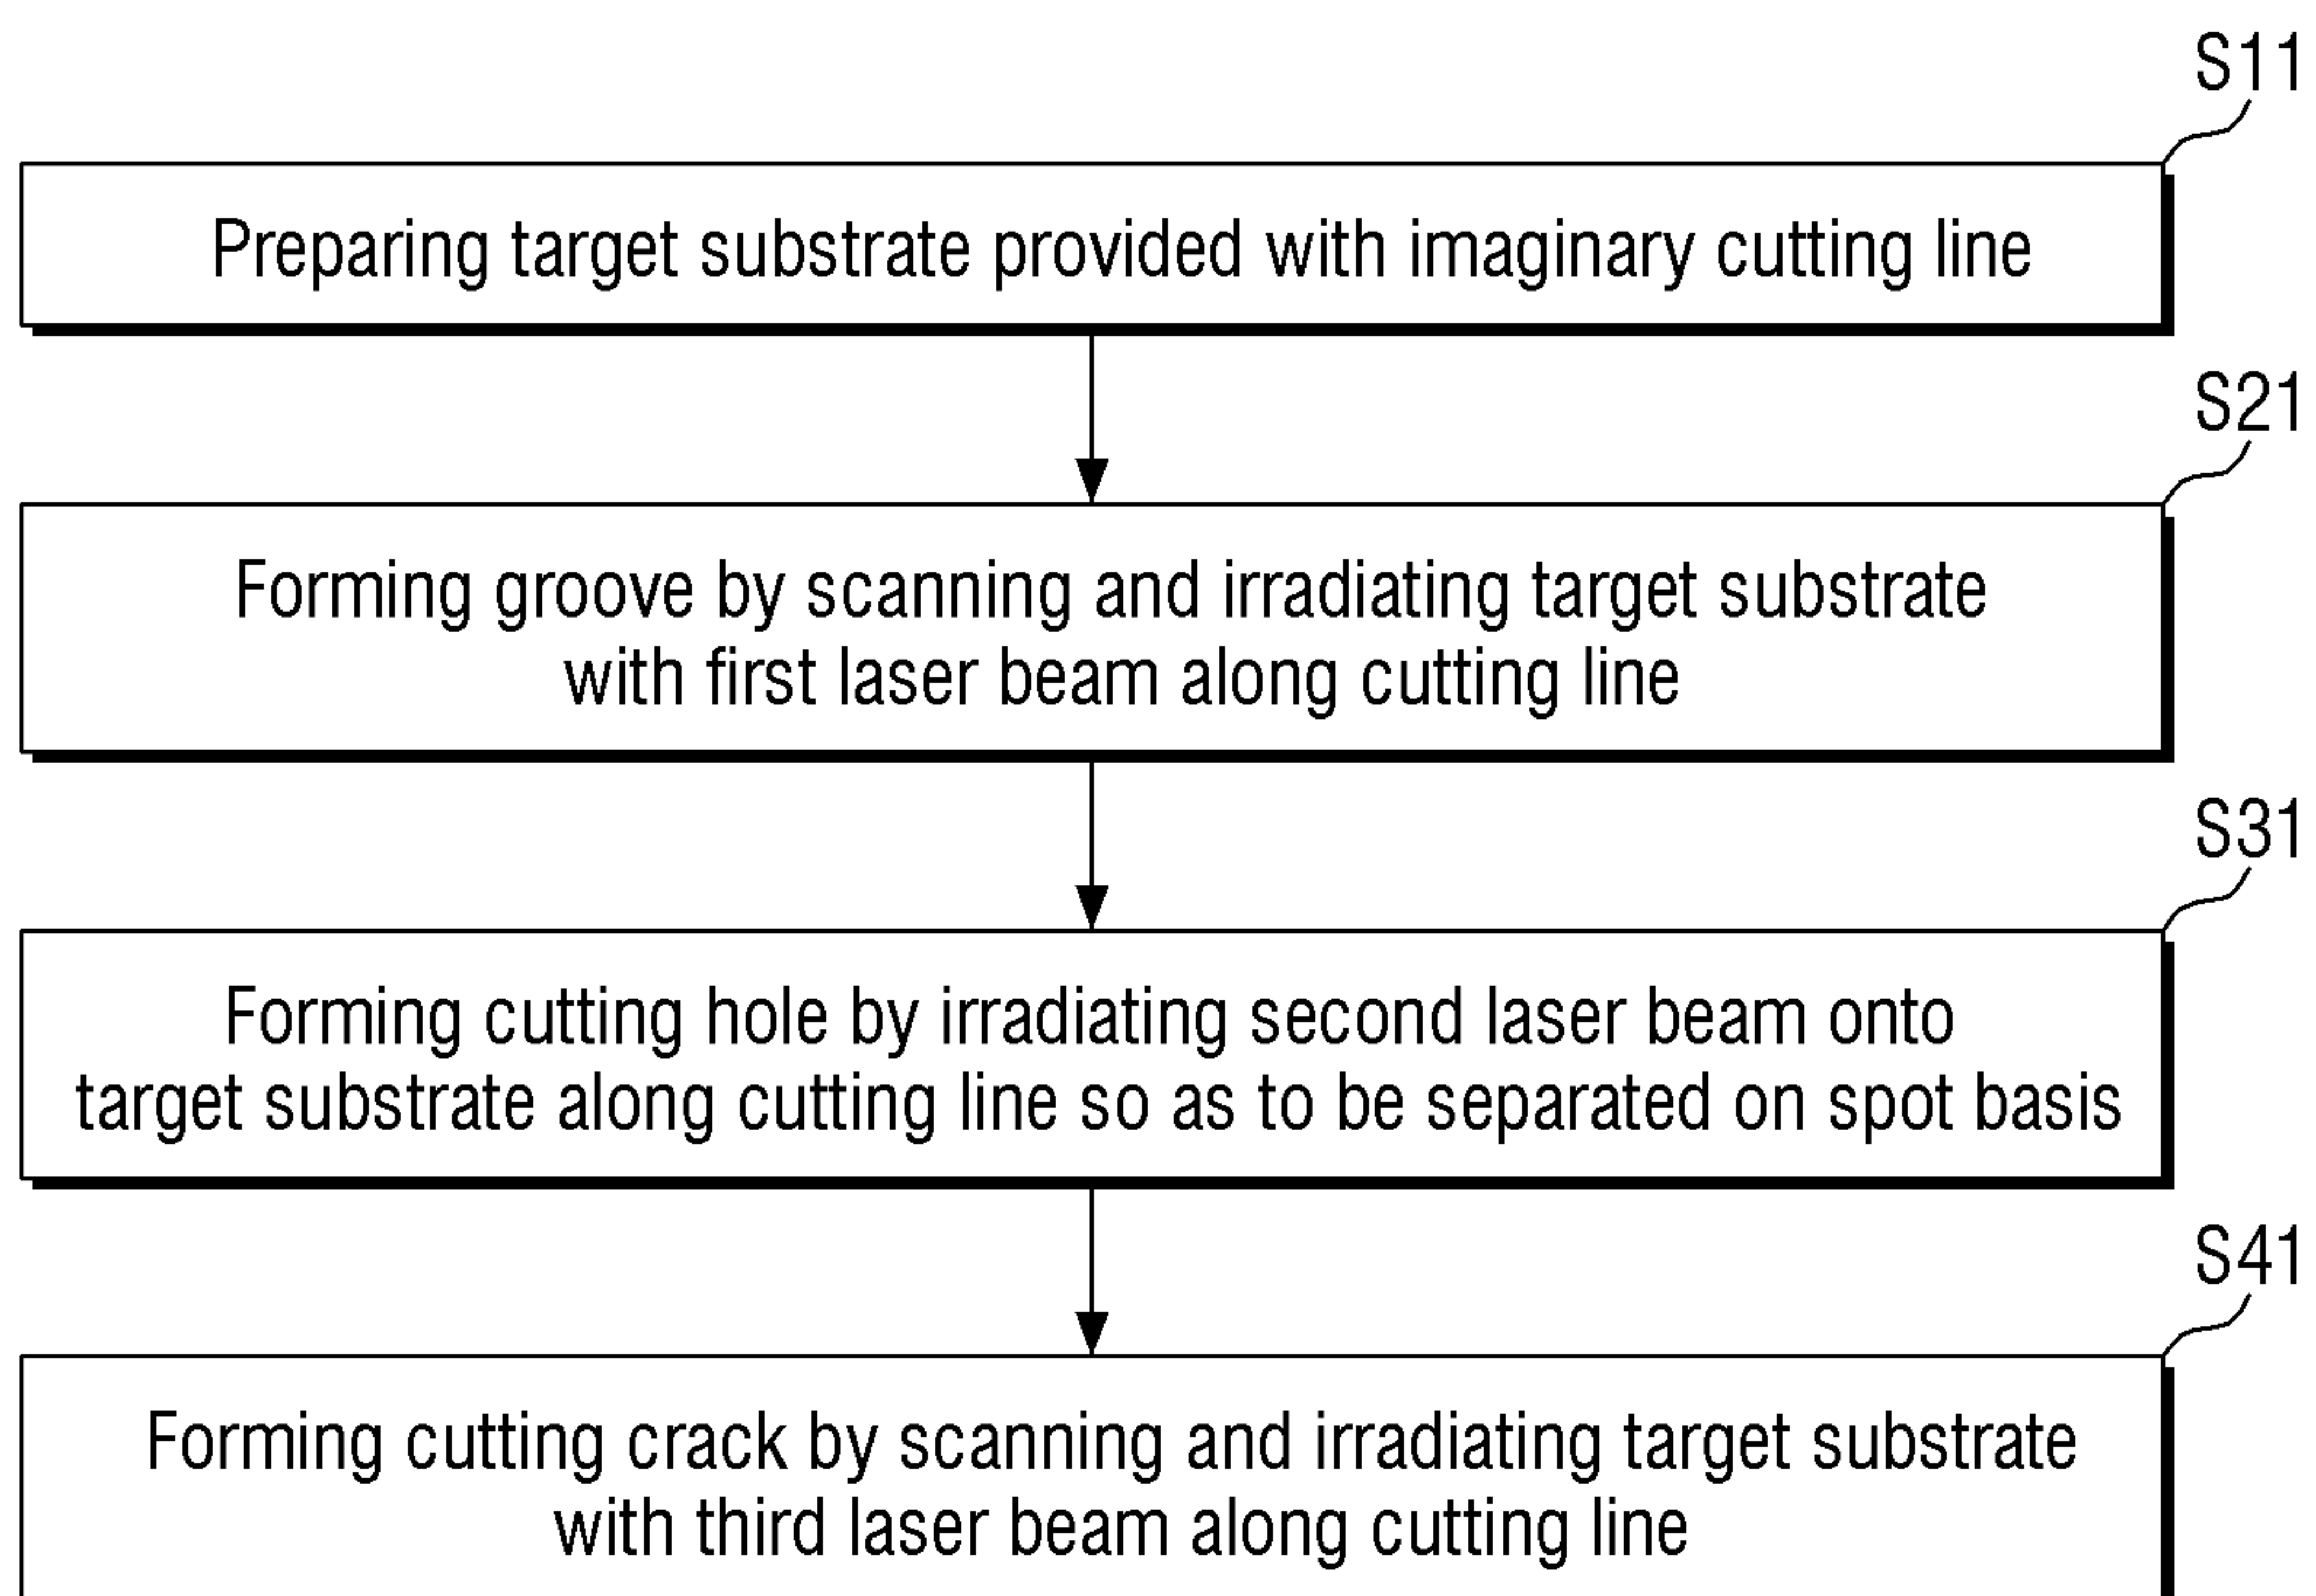 S11
Preparing target substrate provided with imaginary cutting line
S21
Forming groove by scanning and irradiating target substrate
with first laser beam along cutting line
S31
Forming cutting hole by irradiating second laser beam onto
target substrate along cutting line so as to be separated on spot basis
S41
Forming cutting crack by scanning and irradiating target substrate
with third laser beam along cutting line